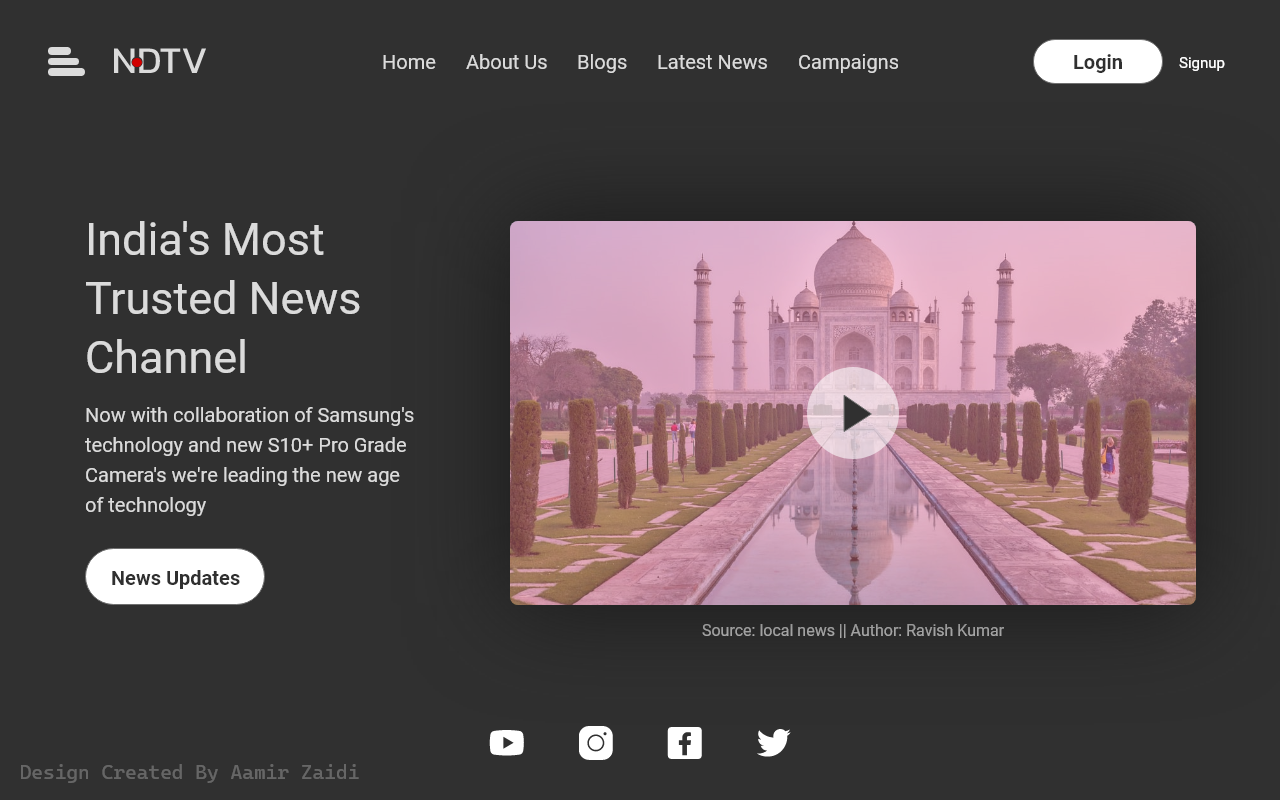 NDTV
Home About Us Blogs Latest News Campaigns
Login Signup
India's Most
Trusted News
Channel
Now with collaboration of Samsung's
technology and new S10+ Pro Grade
Camera's we're leading the new age
of technology
News Updates
Source: local news || Author: Ravish Kumar
Design Created By Aamir Zaidi